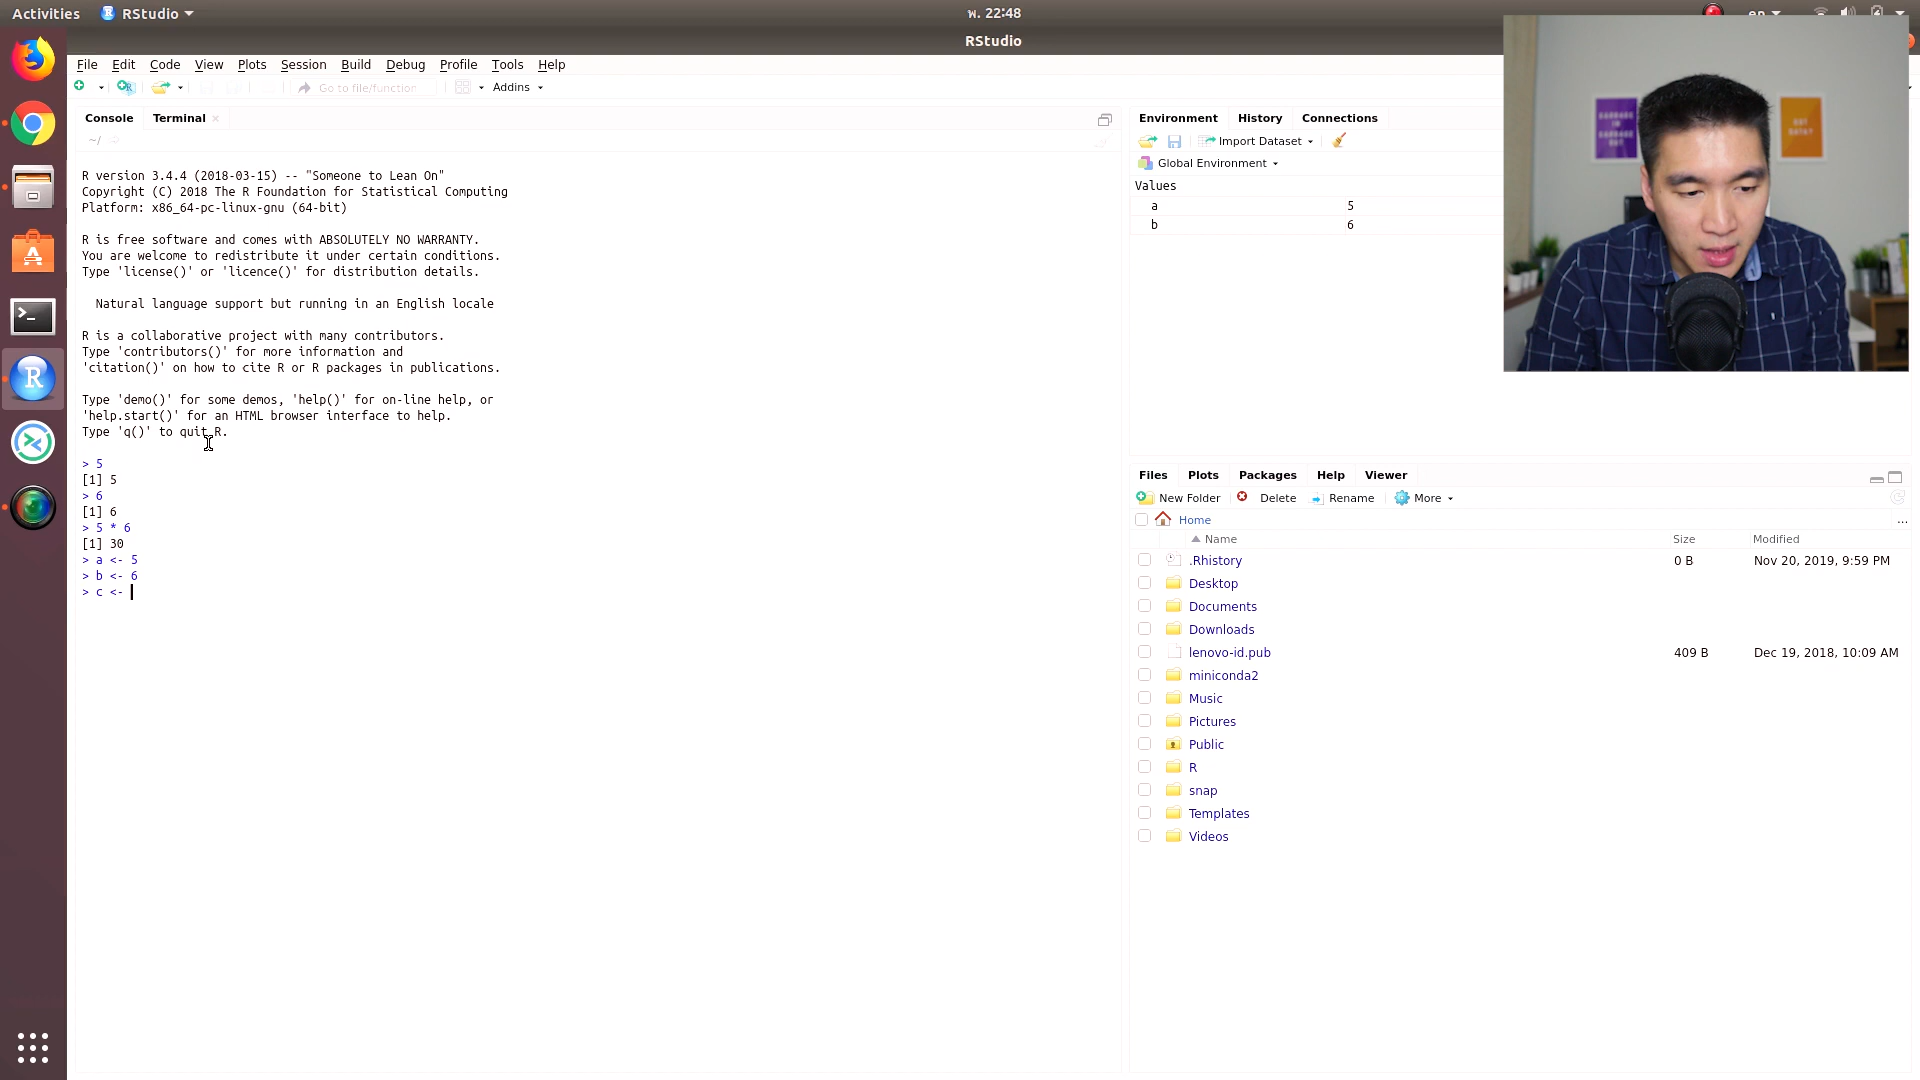 Activities
RStudio
พ. 22:48
en
RStudio
File Edit Code View Plots Session Build Debug Profile Tools Help
Go to file/function
Addins
Console Terminal
~/
R version 3.4.4 (2018-03-15) -- "Someone to Lean On"
Copyright (C) 2018 The R Foundation for Statistical Computing
Platform: x86_64-pc-linux-gnu (64-bit)
R is free software and comes with ABSOLUTELY NO WARRANTY.
You are welcome to redistribute it under certain conditions.
Type 'license()' or 'licence()' for distribution details.
Natural language support but running in an English locale
R is a collaborative project with many contributors.
Type 'contributors()' for more information and
'citation()' on how to cite R or R packages in publications.
Type 'demo()' for some demos, 'help()' for on-line help, or
'help.start()' for an HTML browser interface to help.
Type 'q()' to quit R.
> 5
[1] 5
> 6
[1] 6
> 5 * 6
[1] 30
> a <- 5
> b <- 6
> c <-
Environment History Connections
Import Dataset
Global Environment
Values
a 5
b 6
GARBAGE
IN
GARBAGE
OUT
GOT
DATA?
Files Plots Packages Help Viewer
New Folder Delete Rename More
Home ...
Name Size Modified
.Rhistory 0 B Nov 20, 2019, 9:59 PM
Desktop
Documents
Downloads
lenovo-id.pub 409 B Dec 19, 2018, 10:09 AM
miniconda2
Music
Pictures
Public
R
snap
Templates
Videos